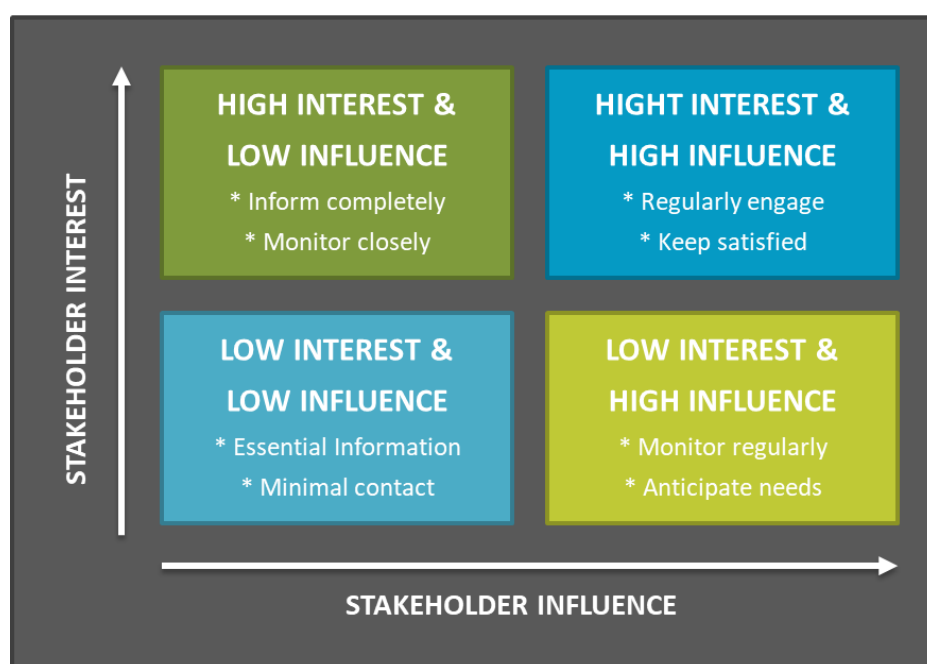 STAKEHOLDER INTEREST
HIGH INTEREST &
LOW INFLUENCE
* Inform completely
* Monitor closely
HIGHT INTEREST &
HIGH INFLUENCE
* Regularly engage
* Keep satisfied
LOW INTEREST &
LOW INFLUENCE
* Essential Information
* Minimal contact
LOW INTEREST &
HIGH INFLUENCE
* Monitor regularly
* Anticipate needs
STAKEHOLDER INFLUENCE